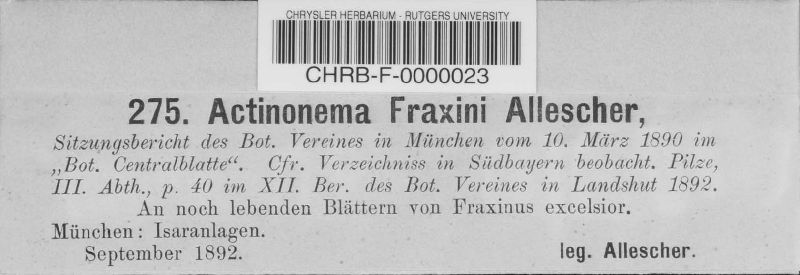 CHRYSLER HERBARIUM - RUTGERS UNIVERSITY
CHRB-F-0000023
275. Actinonema Fraxini Allescher,
Sitzungsbericht des Bot. Vereines in München vom 10. März 1890 im
„Bot. Centralblatte“. Cfr. Verzeichniss in Südbayern beobacht. Pilze,
III. Abth., p. 40 im XII. Ber. des Bot. Vereines in Landshut 1892.
An noch lebenden Blättern von Fraxinus excelsior.
München: Isaranlagen.
September 1892. leg. Allescher.